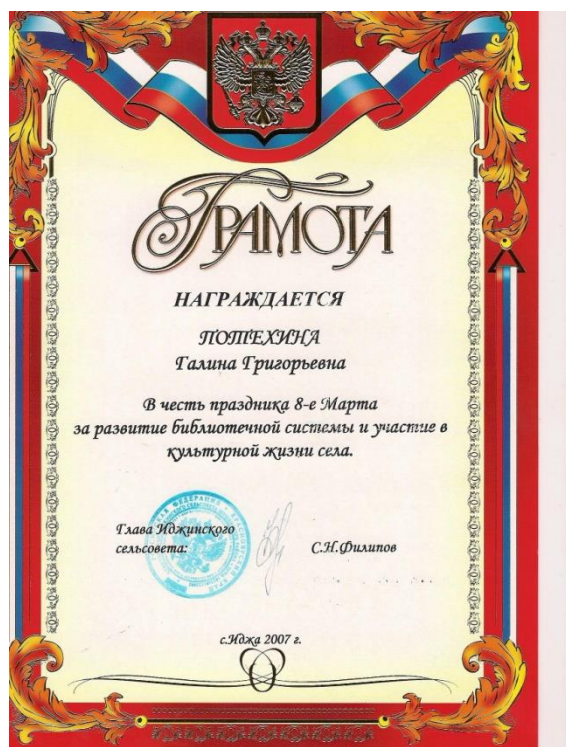 ГРАМОТА
НАГРАЖДАЕТСЯ
ПОТЕХИНА
Галина Григорьевна
В честь праздника 8-е Марта
за развитие библиотечной системы и участие в
культурной жизни села.
Глава Иджинского
сельсовета:
С.Н.Филипов
с.Иджа 2007 г.